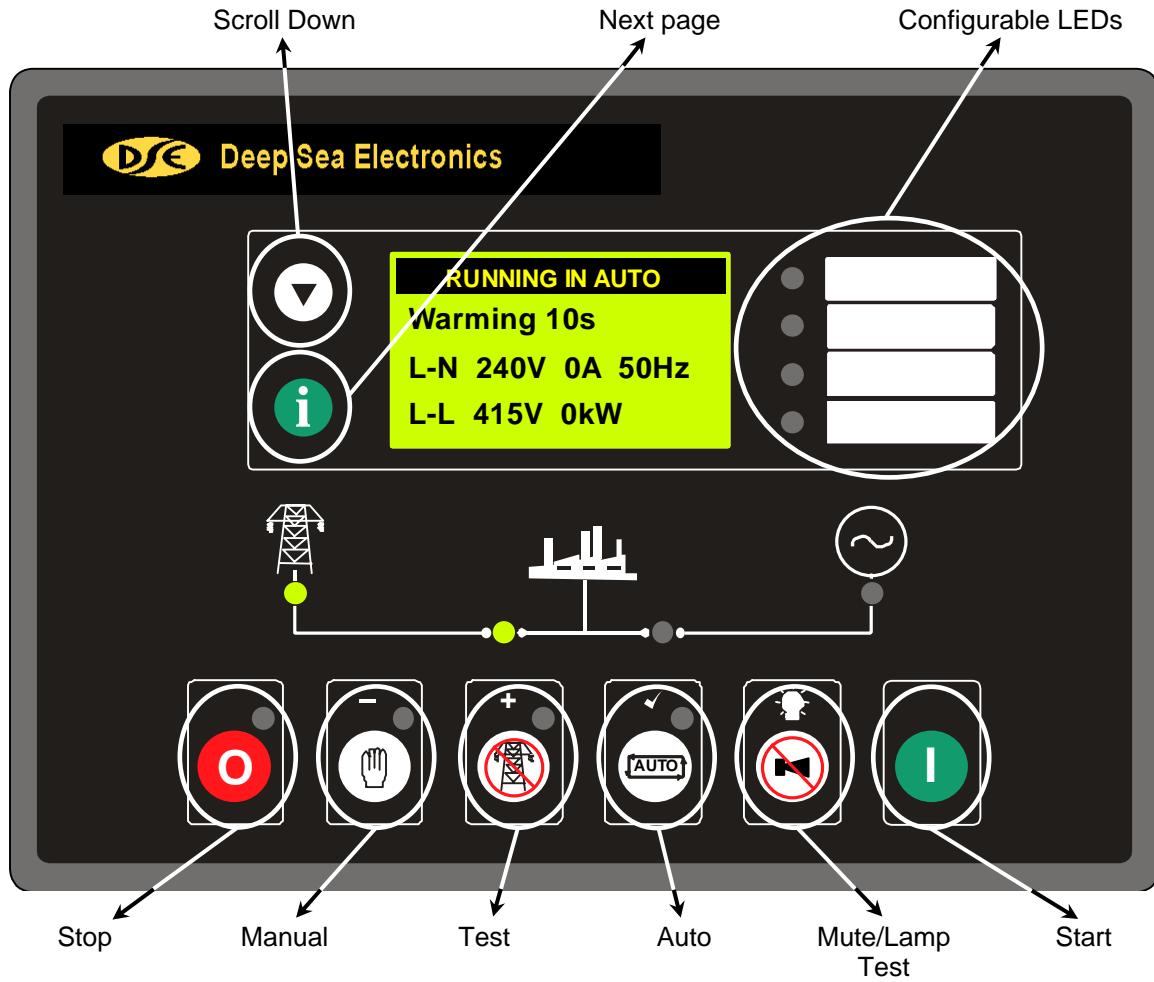 Scroll Down
Next page
Configurable LEDs
DSE Deep Sea Electronics
RUNNING IN AUTO
Warming 10s
L-N 240V 0A 50Hz
i
L-L 415V 0kW
- + ✓
O
AUTO
I
Stop
Manual
Test
Auto
Mute/Lamp
Test
Start